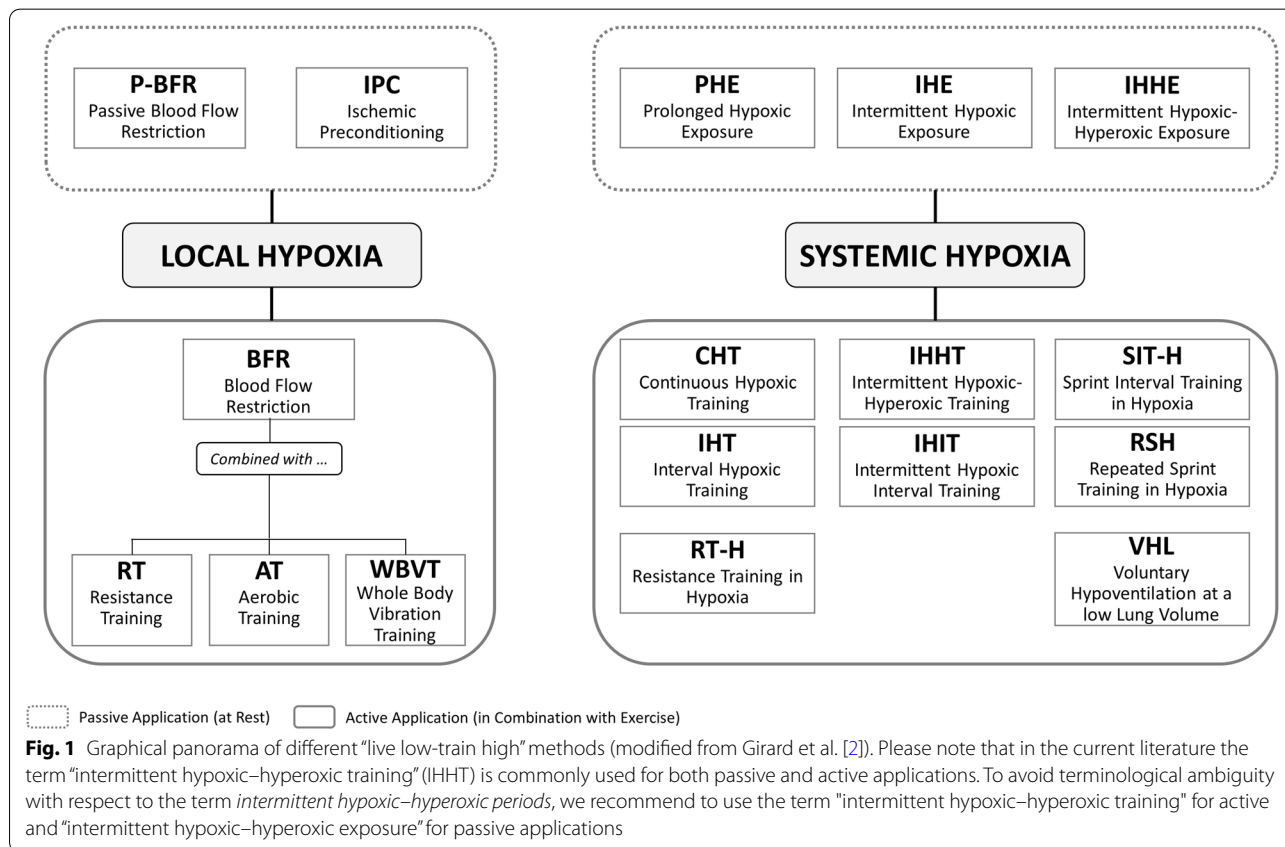 P-BFR
Passive Blood Flow
Restriction
IPC
Ischemic
Preconditioning
PHE
Prolonged Hypoxic
Exposure
IHE
Intermittent Hypoxic
Exposure
IHHE
Intermittent Hypoxic-
Hyperoxic Exposure
LOCAL HYPOXIA
SYSTEMIC HYPOXIA
BFR
Blood Flow
Restriction
Combined with ...
RT
Resistance
Training
AT
Aerobic
Training
WBVT
Whole Body
Vibration
Training
CHT
Continuous Hypoxic
Training
IHHT
Intermittent Hypoxic-
Hyperoxic Training
SIT-H
Sprint Interval Training
in Hypoxia
IHT
Interval Hypoxic
Training
IHIT
Intermittent Hypoxic
Interval Training
RSH
Repeated Sprint
Training in Hypoxia
RT-H
Resistance Training in
Hypoxia
VHL
Voluntary
Hypoventilation at a
low Lung Volume
Passive Application (at Rest)
Active Application (in Combination with Exercise)
Fig. 1 Graphical panorama of different “live low-train high” methods (modified from Girard et al. [2]). Please note that in the current literature the
term “intermittent hypoxic–hyperoxic training” (IHHT) is commonly used for both passive and active applications. To avoid terminological ambiguity
with respect to the term intermittent hypoxic–hyperoxic periods, we recommend to use the term "intermittent hypoxic–hyperoxic training" for active
and “intermittent hypoxic–hyperoxic exposure” for passive applications